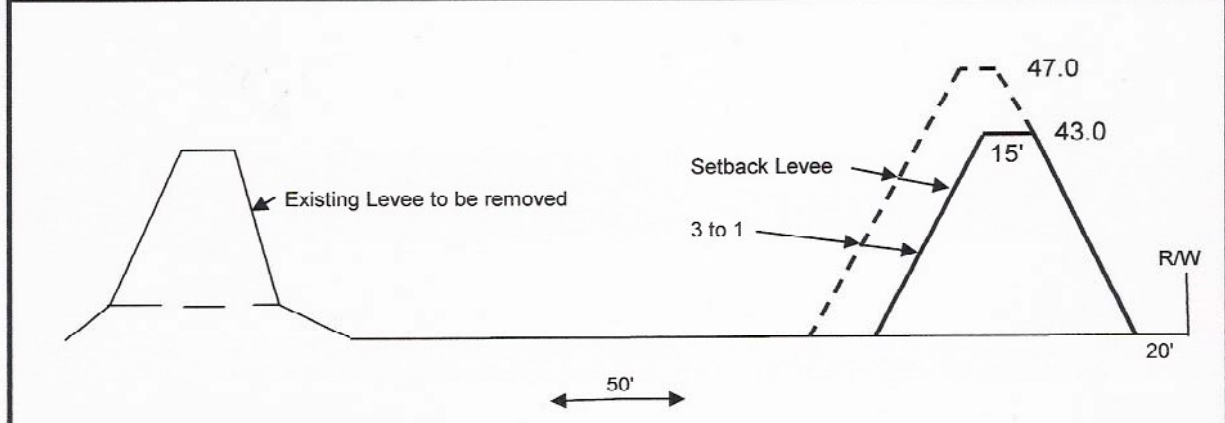 47.0
43.0
15'
Setback Levee
Existing Levee to be removed
3 to 1
R/W
20'
50'